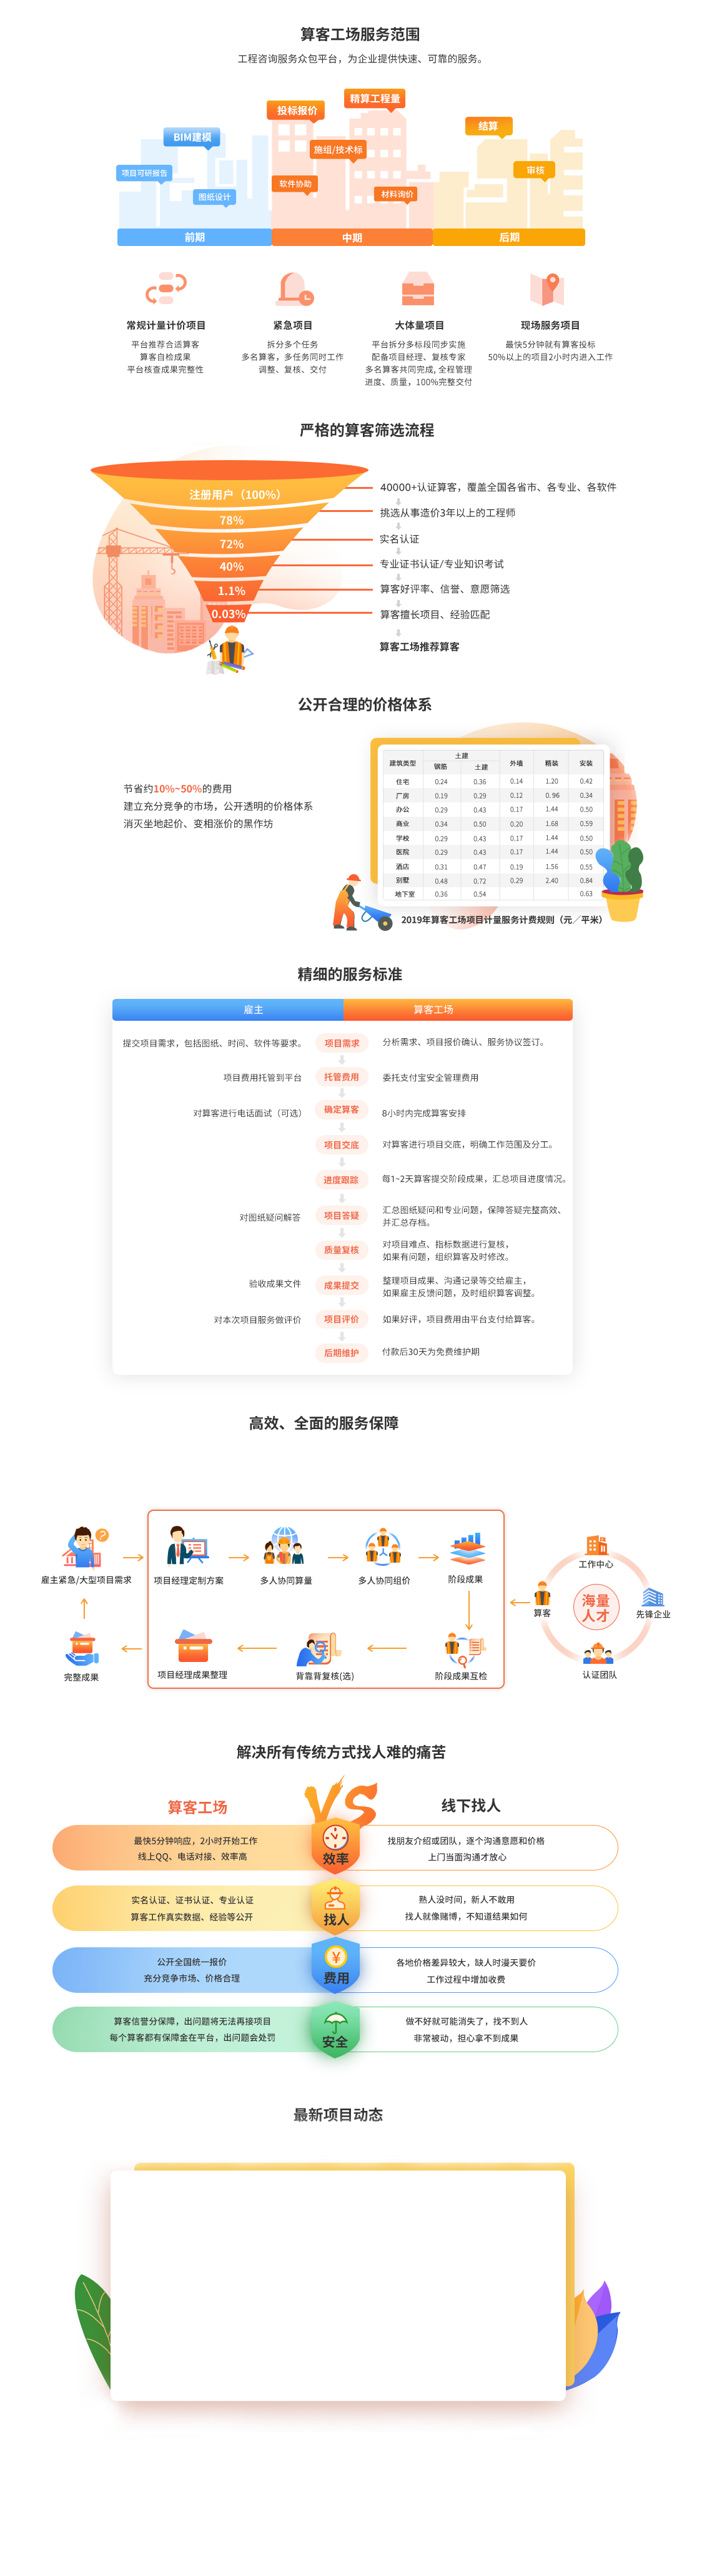 算客工场服务范围
工程咨询服务众包平台，为企业提供快速、可靠的服务。
精算工程量
投标报价
结算
BIM建模
施组/技术标
审核
项目可研报告
软件协助
图纸设计
材料询价
前期
中期
后期
常规计量计价项目
平台推荐合适算客
算客自检成果
平台核查成果完整性
紧急项目
拆分多个任务
多名算客，多任务同时工作
调整、复核、交付
大体量项目
平台拆分多标段同步实施
配备项目经理、复核专家
多名算客共同完成, 全程管理
进度、质量，100%完整交付
现场服务项目
最快5分钟就有算客投标
50%以上的项目2小时内进入工作
严格的算客筛选流程
注册用户（100%）
78%
72%
40%
1.1%
0.03%
40000+认证算客，覆盖全国各省市、各专业、各软件
挑选从事造价3年以上的工程师
实名认证
专业证书认证/专业知识考试
算客好评率、信誉、意愿筛选
算客擅长项目、经验匹配
算客工场推荐算客
公开合理的价格体系
节省约10%~50%的费用
建立充分竞争的市场，公开透明的价格体系
消灭坐地起价、变相涨价的黑作坊
建筑类型 土建 外墙 精装 安装
钢筋 土建
住宅 0.24 0.36 0.14 1.20 0.42
厂房 0.19 0.29 0.12 0. 96 0.34
办公 0.29 0.43 0.17 1.44 0.50
商业 0.34 0.50 0.20 1.68 0.59
学校 0.29 0.43 0.17 1.44 0.50
医院 0.29 0.43 0.17 1.44 0.50
酒店 0.31 0.47 0.19 1.56 0.55
别墅 0.48 0.72 0.29 2.40 0.84
地下室 0.36 0.54 0.63
2019年算客工场项目计量服务计费规则（元／平米）
精细的服务标准
雇主
算客工场
提交项目需求，包括图纸、时间、软件等要求。
项目需求
分析需求、项目报价确认、服务协议签订。
项目费用托管到平台
托管费用
委托支付宝安全管理费用
对算客进行电话面试（可选）
确定算客
8小时内完成算客安排
项目交底
对算客进行项目交底，明确工作范围及分工。
进度跟踪
每1~2天算客提交阶段成果，汇总项目进度情况。
对图纸疑问解答
项目答疑
汇总图纸疑问和专业问题，保障答疑完整高效、
并汇总存档。
质量复核
对项目难点、指标数据进行复核，
如果有问题，组织算客及时修改。
验收成果文件
成果提交
整理项目成果、沟通记录等交给雇主，
如果雇主反馈问题，及时组织算客调整。
对本次项目服务做评价
项目评价
如果好评，项目费用由平台支付给算客。
后期维护
付款后30天为免费维护期
高效、全面的服务保障
雇主紧急/大型项目需求
项目经理定制方案
多人协同算量
多人协同组价
阶段成果
完整成果
项目经理成果整理
背靠背复核(选)
阶段成果互检
工作中心
算客
海量
人才
先锋企业
认证团队
解决所有传统方式找人难的痛苦
算客工场
VS
线下找人
最快5分钟响应，2小时开始工作
线上QQ、电话对接、效率高
效率
找朋友介绍或团队，逐个沟通意愿和价格
上门当面沟通才放心
实名认证、证书认证、专业认证
算客工作真实数据、经验等公开
找人
熟人没时间，新人不敢用
找人就像赌博，不知道结果如何
公开全国统一报价
充分竞争市场、价格合理
¥
费用
各地价格差异较大，缺人时漫天要价
工作过程中增加收费
算客信誉分保障，出问题将无法再接项目
每个算客都有保障金在平台，出问题会处罚
安全
做不好就可能消失了，找不到人
非常被动，担心拿不到成果
最新项目动态